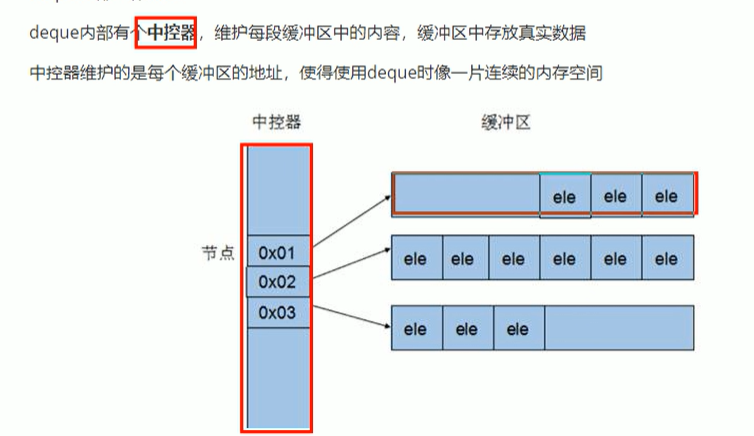 deque内部有个中控器，维护每段缓冲区中的内容，缓冲区中存放真实数据
中控器维护的是每个缓冲区的地址，使得使用deque时像一片连续的内存空间
中控器 缓冲区
ele ele ele
节点 0x01
ele ele ele ele ele ele
0x02
0x03
ele ele ele